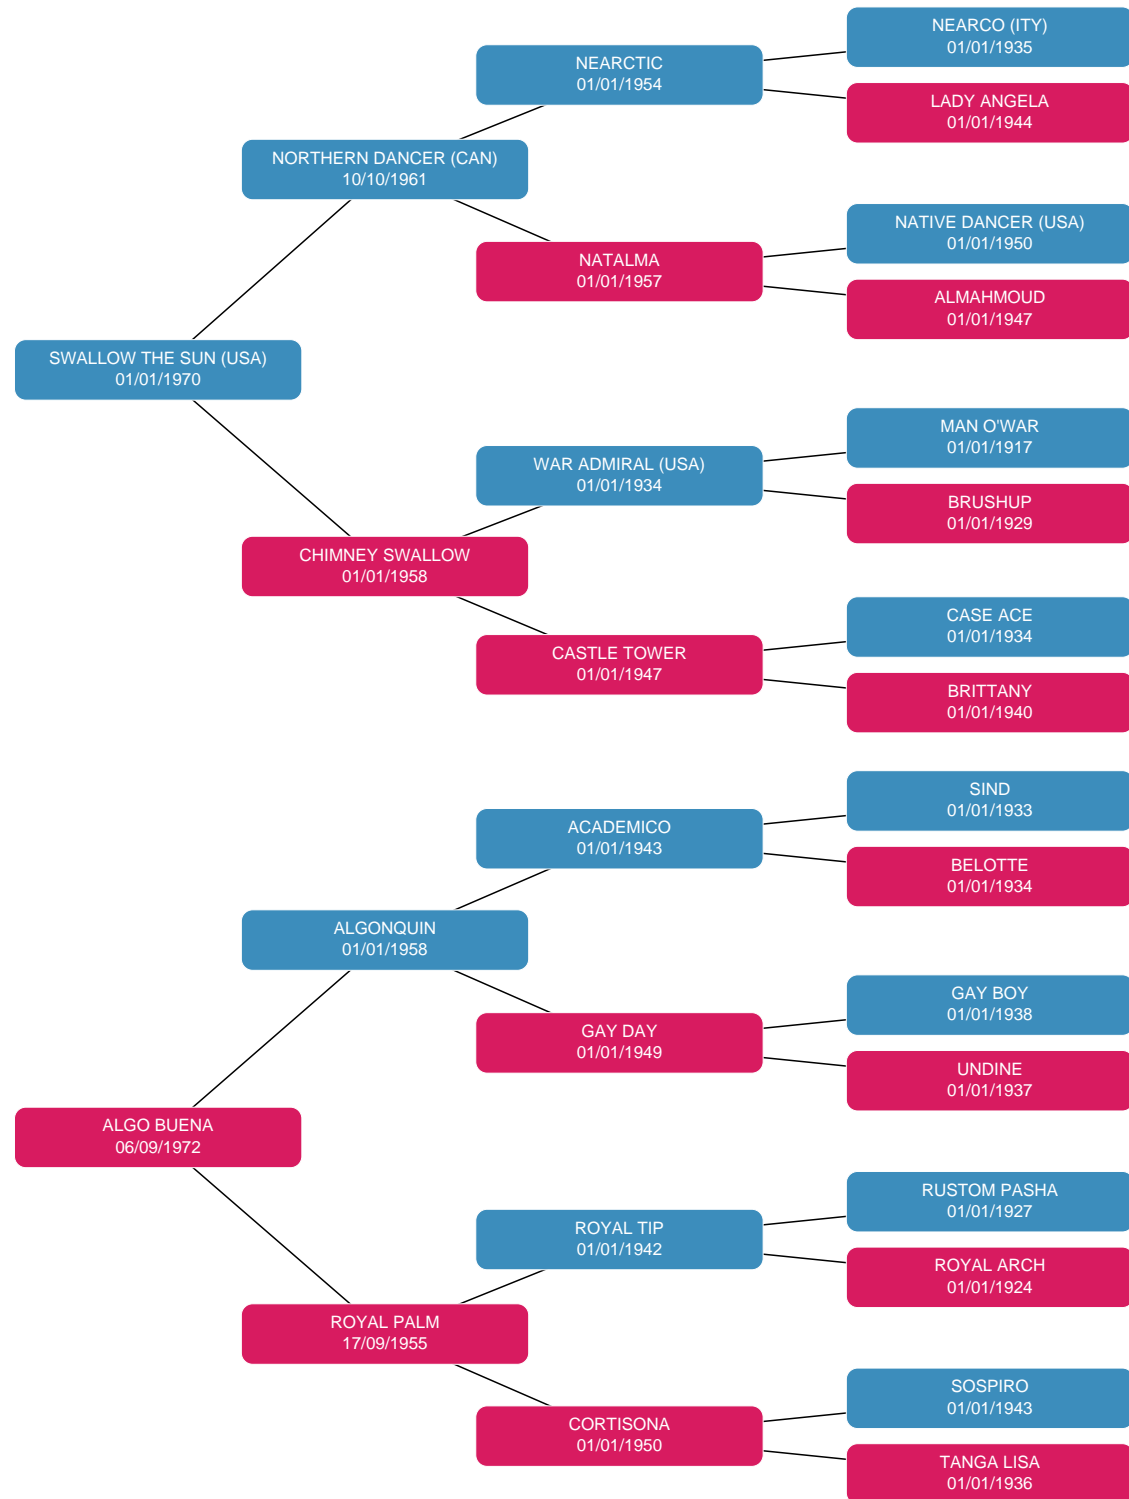 NEARCO (ITY)
01/01/1935
NEARCTIC
01/01/1954
LADY ANGELA
01/01/1944
NORTHERN DANCER (CAN)
10/10/1961
NATIVE DANCER (USA)
01/01/1950
NATALMA
01/01/1957
ALMAHMOUD
01/01/1947
SWALLOW THE SUN (USA)
01/01/1970
MAN O'WAR
01/01/1917
WAR ADMIRAL (USA)
01/01/1934
BRUSHUP
01/01/1929
CHIMNEY SWALLOW
01/01/1958
CASE ACE
01/01/1934
CASTLE TOWER
01/01/1947
BRITTANY
01/01/1940
SIND
01/01/1933
ACADEMICO
01/01/1943
BELOTTE
01/01/1934
ALGONQUIN
01/01/1958
GAY BOY
01/01/1938
GAY DAY
01/01/1949
UNDINE
01/01/1937
ALGO BUENA
06/09/1972
RUSTOM PASHA
01/01/1927
ROYAL TIP
01/01/1942
ROYAL ARCH
01/01/1924
ROYAL PALM
17/09/1955
SOSPIRO
01/01/1943
CORTISONA
01/01/1950
TANGA LISA
01/01/1936